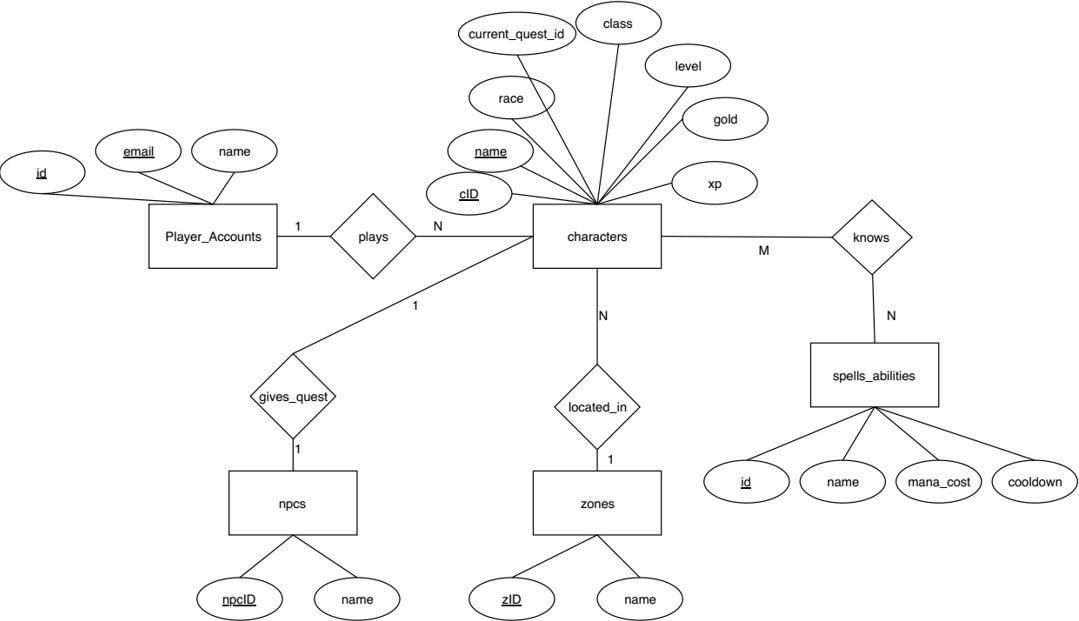 current_quest_id
class
level
race
gold
email
name
name
id
xp
cID
Player_Accounts
1
plays
N
characters
M
knows
1
N
N
spells_abilities
gives_quest
located_in
1
1
id
name
mana_cost
cooldown
npcs
zones
npcID
name
zID
name